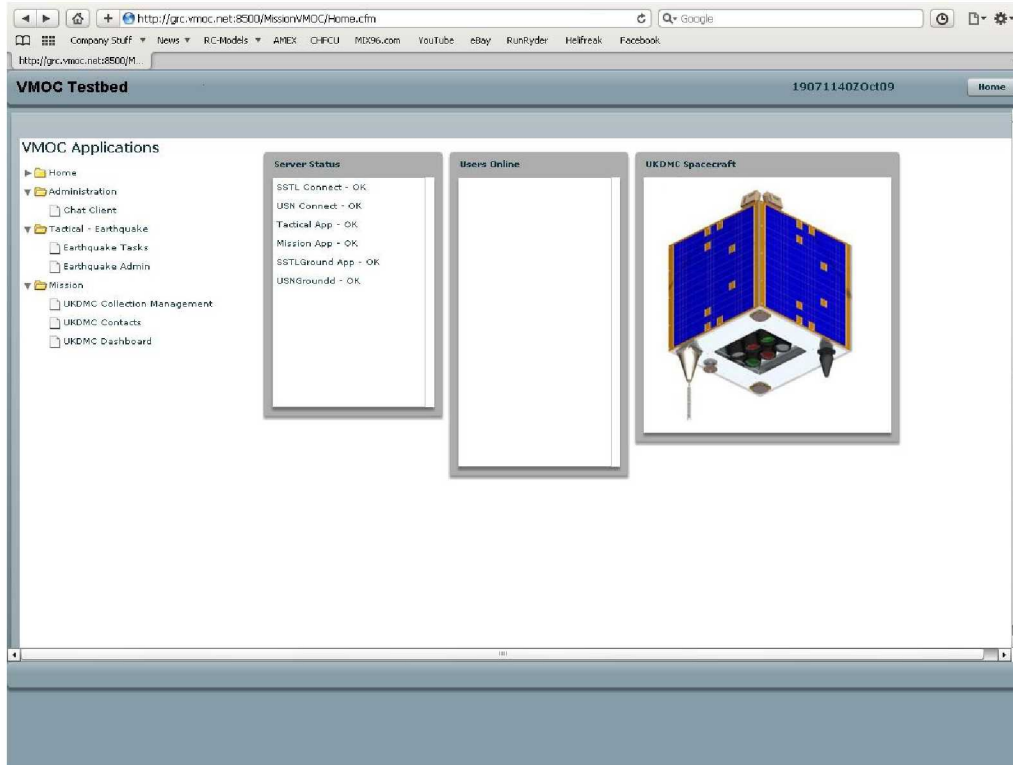 http://grc.vmoc.net:8500/MissionVMOC/Home.cfm
Google
Company Stuff News RC-Models AMEX CHFCU MIX96.com YouTube eBay RunRyder Helifreak Facebook
http://grc.vmoc.net:8500/M...
VMOC Testbed
19071140ZOct09
Home
VMOC Applications
Home
Administration
Chat Client
Tactical - Earthquake
Earthquake Tasks
Earthquake Admin
Mission
UKDMC Collection Management
UKDMC Contacts
UKDMC Dashboard
Server Status
SSTL Connect - OK
USN Connect - OK
Tactical App - OK
Mission App - OK
SSTLGround App - OK
USNGroundd - OK
Users Online
UKDMC Spacecraft